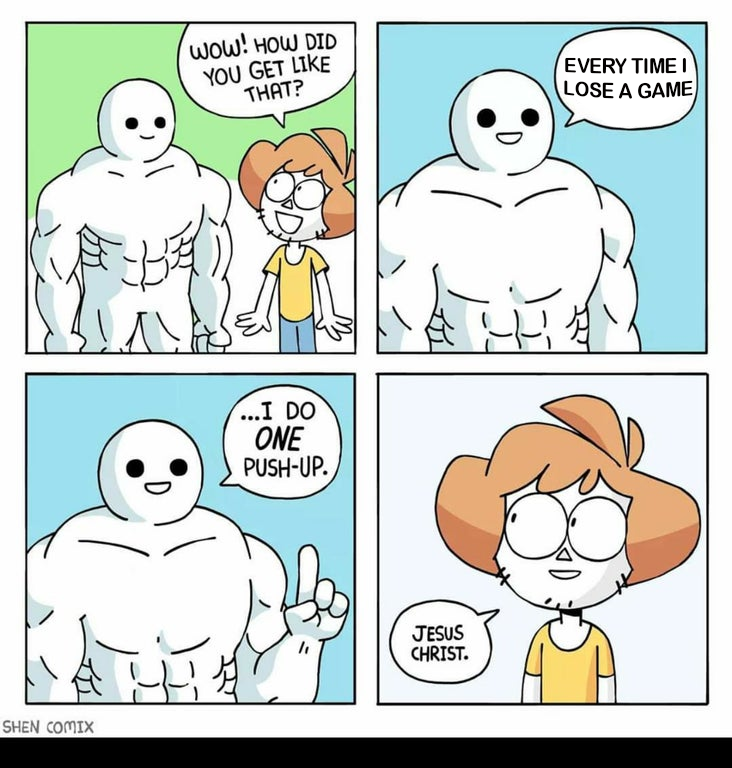 WOW! HOW DID
YOU GET LIKE
THAT?
EVERY TIME I
LOSE A GAME
...I DO
ONE
PUSH-UP.
JESUS
CHRIST.
SHEN COMIX